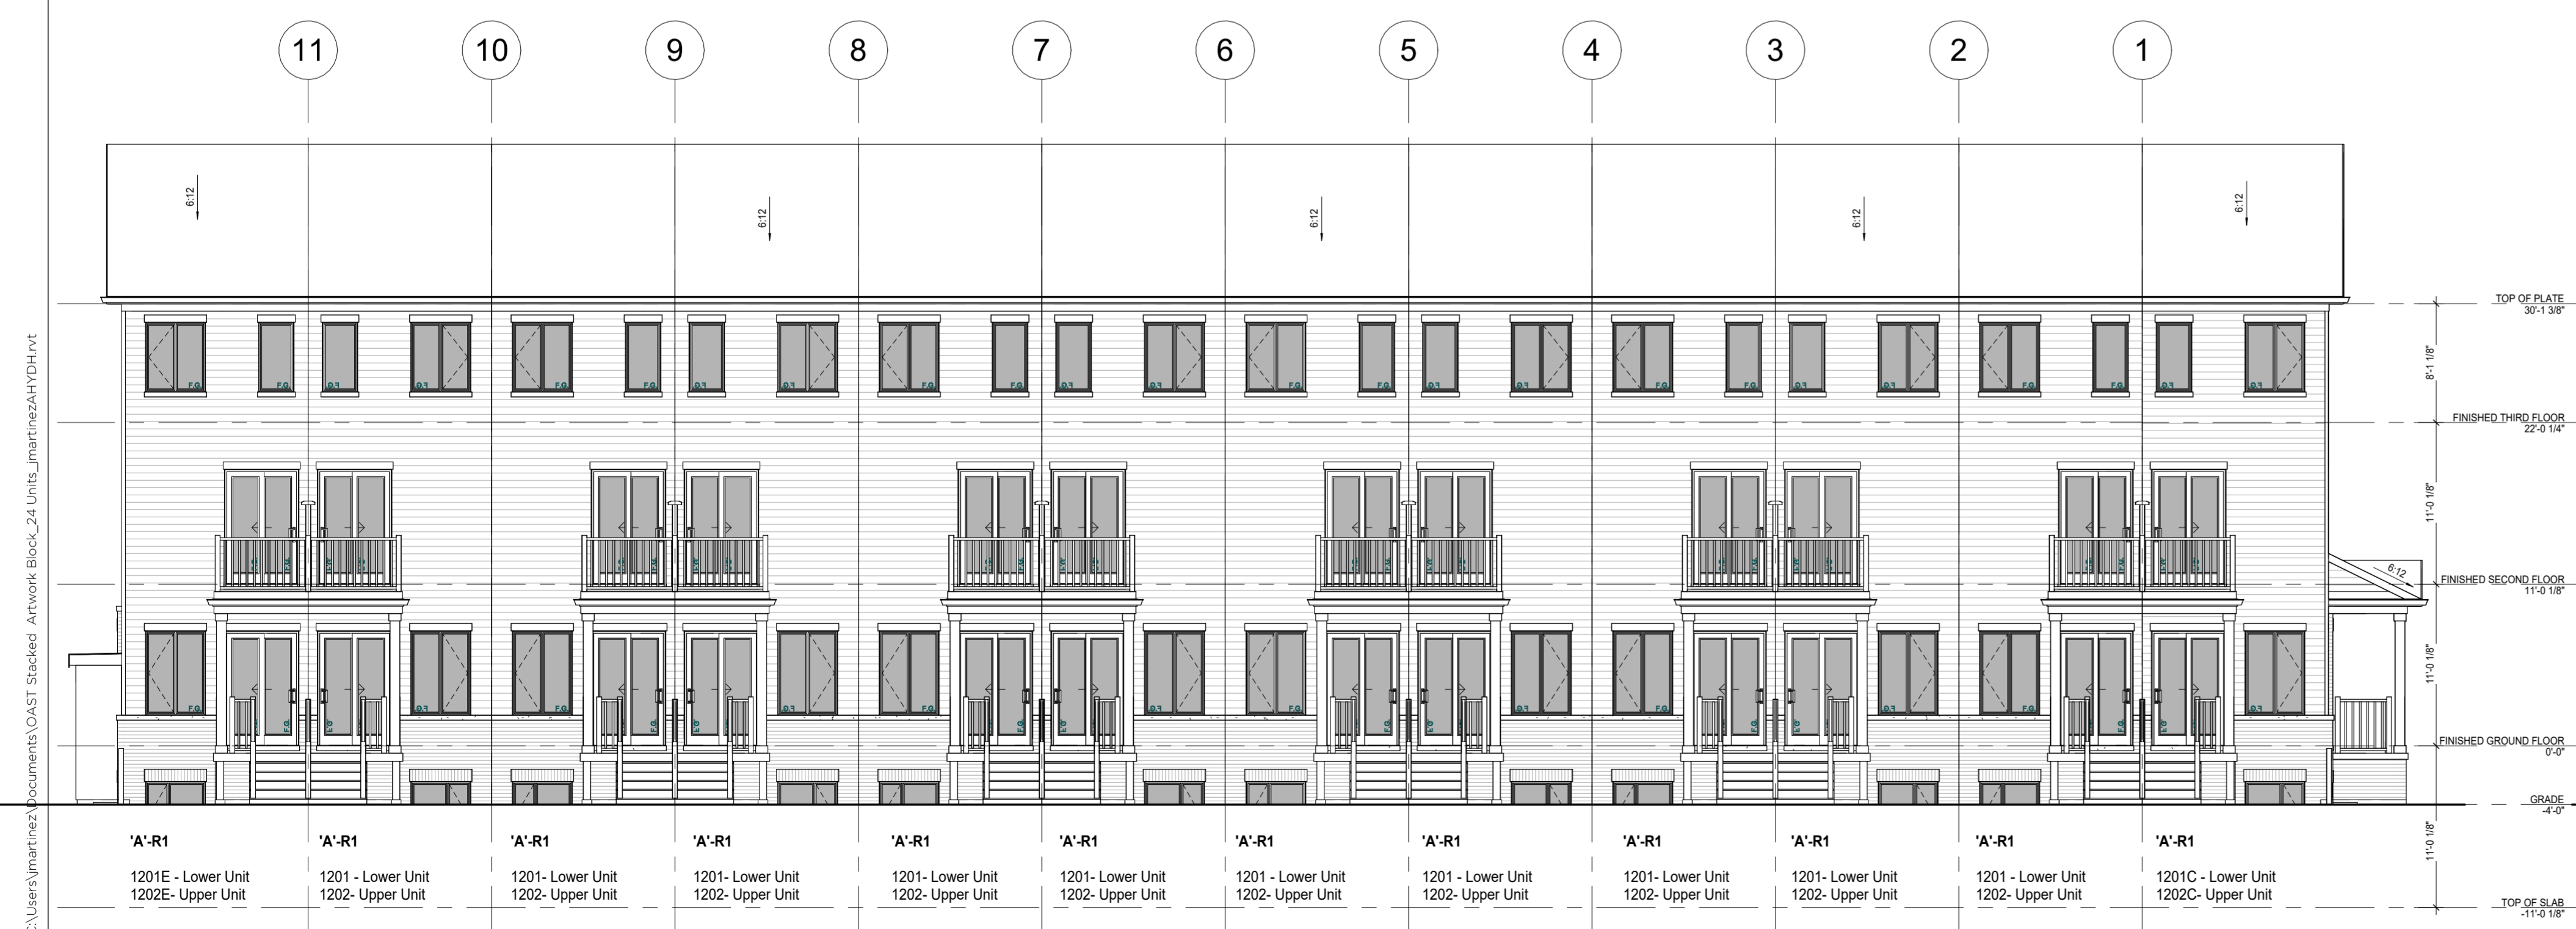 11 10 9 8 7 6 5 4 3 2 1
6:12 6:12 6:12 6:12 6:12
TOP OF PLATE
30'-1 3/8"
8'-1 1/8"
F.G. F.G. F.G. F.G. F.G. F.G. F.G. F.G. F.G. F.G. F.G. F.G. F.G. F.G. F.G. F.G. F.G. F.G. F.G. F.G. F.G. F.G. F.G. F.G.
FINISHED THIRD FLOOR
22'-0 1/4"
11'-0 1/8"
6:12
FINISHED SECOND FLOOR
11'-0 1/8"
11'-0 1/8"
F.G. F.G. F.G. F.G. F.G. F.G. F.G. F.G. F.G. F.G. F.G. F.G.
FINISHED GROUND FLOOR
0'-0"
GRADE
-4'-0"
11'-0 1/8"
TOP OF SLAB
-11'-0 1/8"
'A'-R1 'A'-R1 'A'-R1 'A'-R1 'A'-R1 'A'-R1 'A'-R1 'A'-R1 'A'-R1 'A'-R1 'A'-R1 'A'-R1
1201E - Lower Unit 1201 - Lower Unit 1201- Lower Unit 1201- Lower Unit 1201- Lower Unit 1201- Lower Unit 1201 - Lower Unit 1201 - Lower Unit 1201- Lower Unit 1201- Lower Unit 1201 - Lower Unit 1201C - Lower Unit
1202E- Upper Unit 1202- Upper Unit 1202- Upper Unit 1202- Upper Unit 1202- Upper Unit 1202- Upper Unit 1202- Upper Unit 1202- Upper Unit 1202- Upper Unit 1202- Upper Unit 1202- Upper Unit 1202C- Upper Unit
C:\Users\jmartinez\Documents\OAST Stacked Artwork Block_24 Units_jmartinezAHYDH.rvt